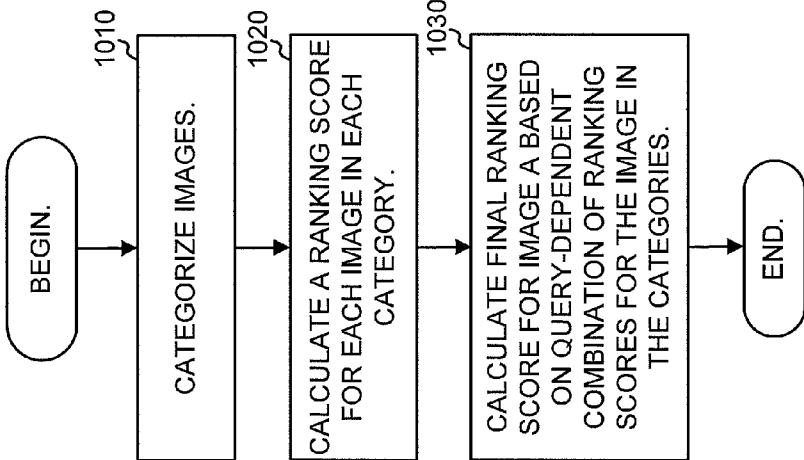 BEGIN.
1010
CATEGORIZE IMAGES.
1020
CALCULATE A RANKING SCORE
FOR EACH IMAGE IN EACH
CATEGORY.
1030
CALCULATE FINAL RANKING
SCORE FOR IMAGE A BASED
ON QUERY-DEPENDENT
COMBINATION OF RANKING
SCORES FOR THE IMAGE IN
THE CATEGORIES.
END.